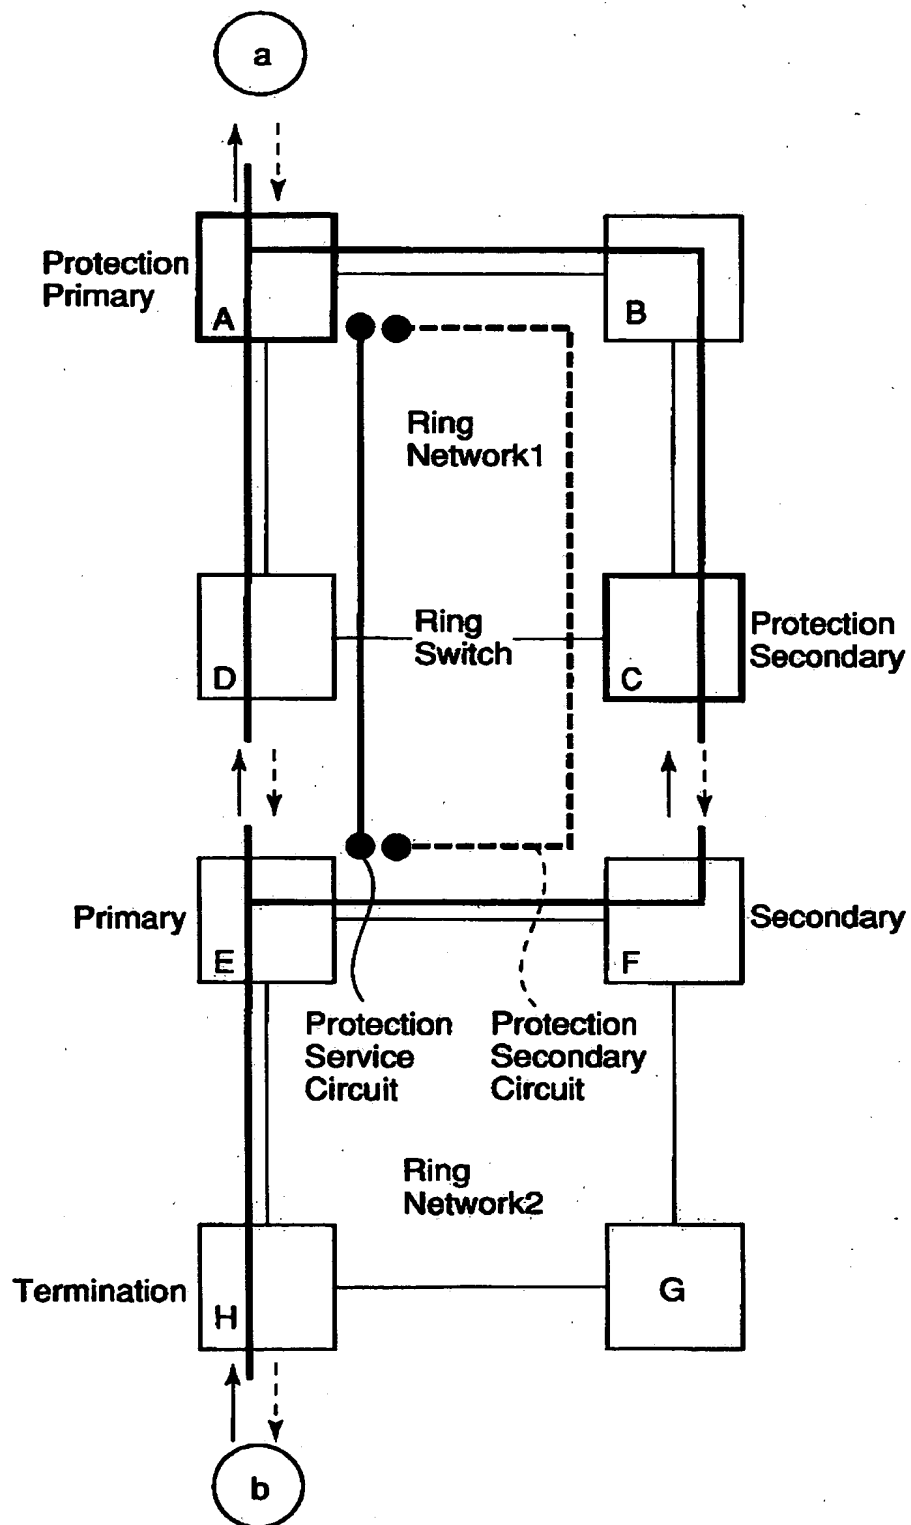 a
Protection
Primary
A
B
Ring
Network1
Ring
Switch
D
C
Protection
Secondary
Primary
E
F
Secondary
Protection
Service
Circuit
Protection
Secondary
Circuit
Ring
Network2
Termination
H
G
b